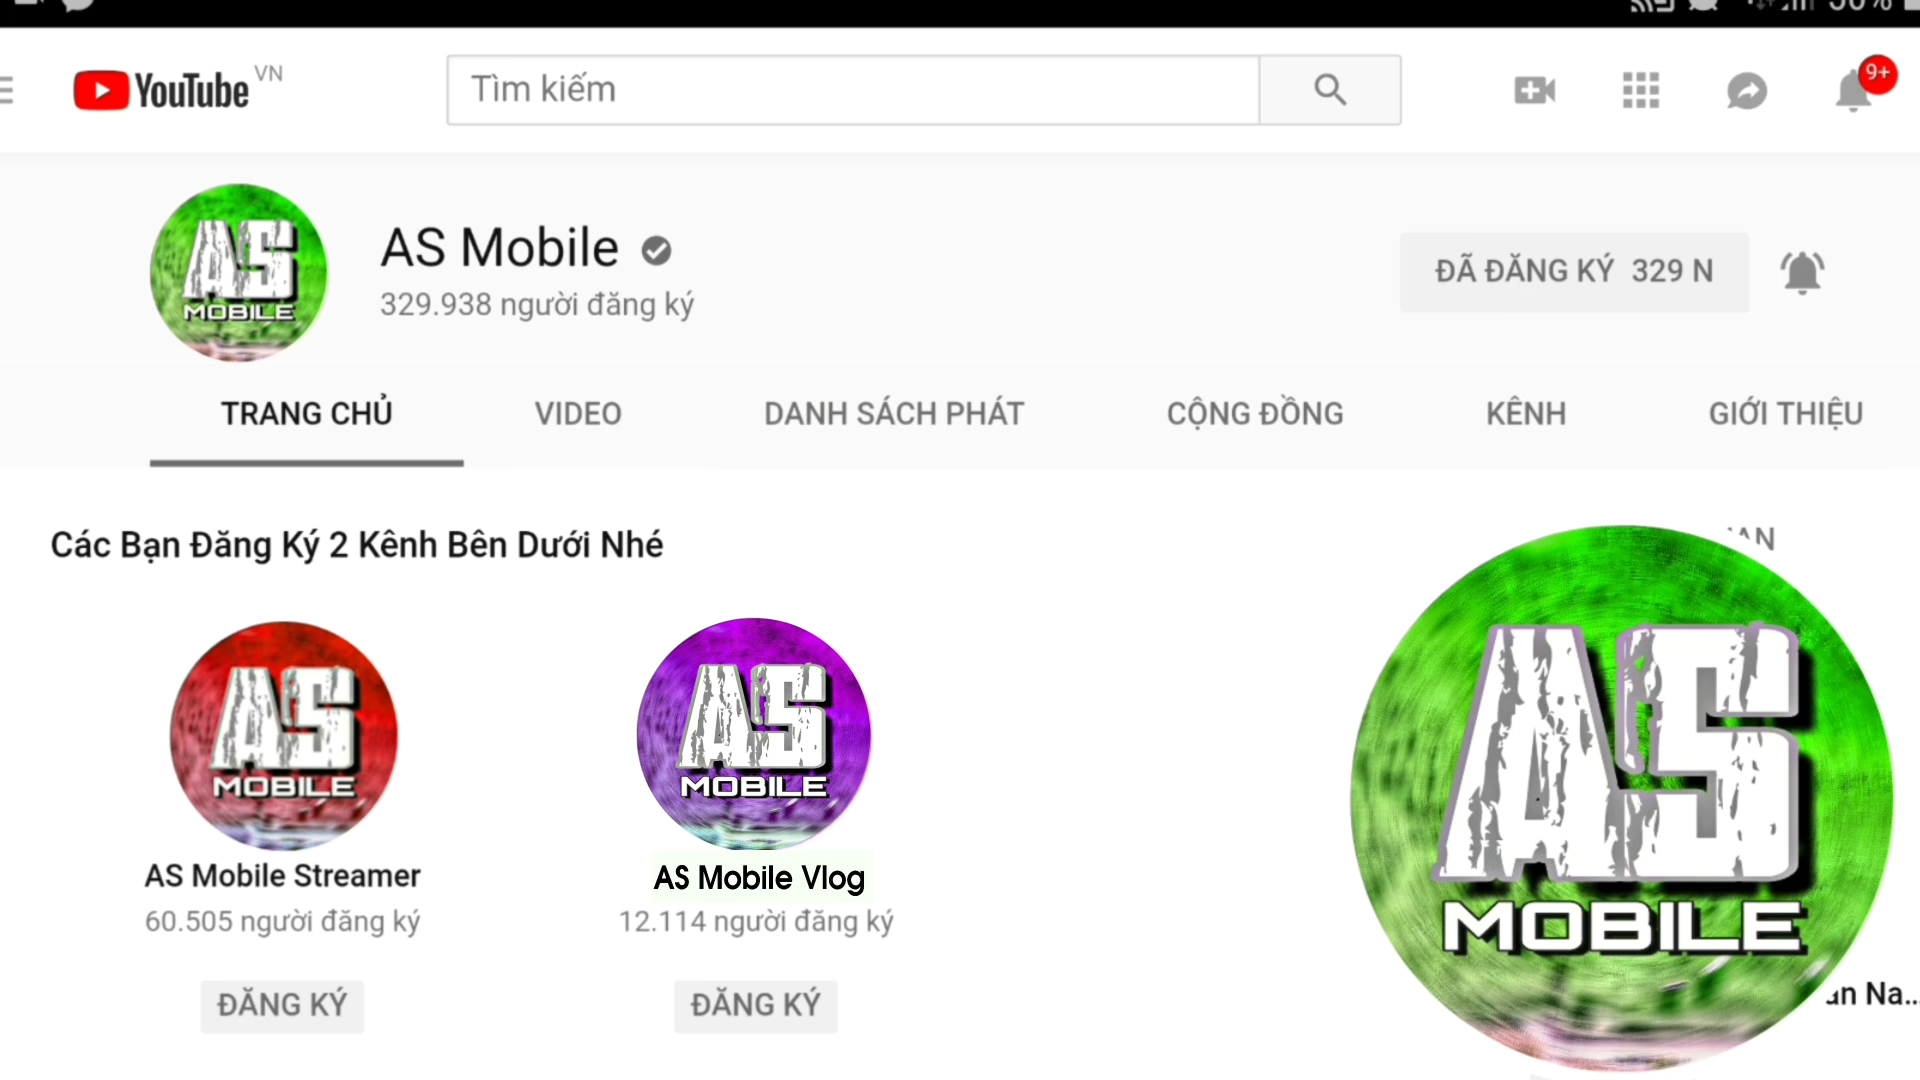 50%
YouTube VN
Tìm kiếm
9+
AS
MOBILE
AS Mobile
329.938 người đăng ký
ĐÃ ĐĂNG KÝ 329 N
TRANG CHỦ
VIDEO
DANH SÁCH PHÁT
CỘNG ĐỒNG
KÊNH
GIỚI THIỆU
Các Bạn Đăng Ký 2 Kênh Bên Dưới Nhé
AS
MOBILE
AS Mobile Streamer
60.505 người đăng ký
ĐĂNG KÝ
AS
MOBILE
AS Mobile Vlog
12.114 người đăng ký
ĐĂNG KÝ
AS
MOBILE
Na...